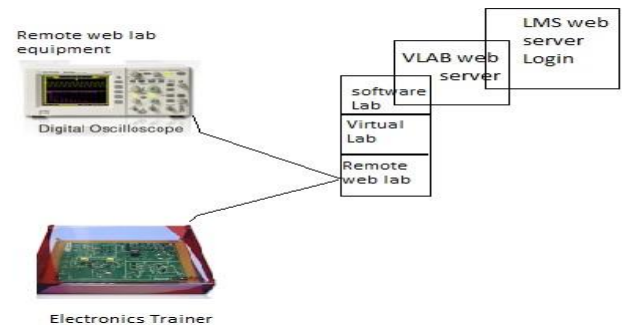 Remote web lab
equipment
Digital Oscilloscope
LMS web
server
Login
VLAB web
server
software
Lab
Virtual
Lab
Remote
web lab
Electronics Trainer